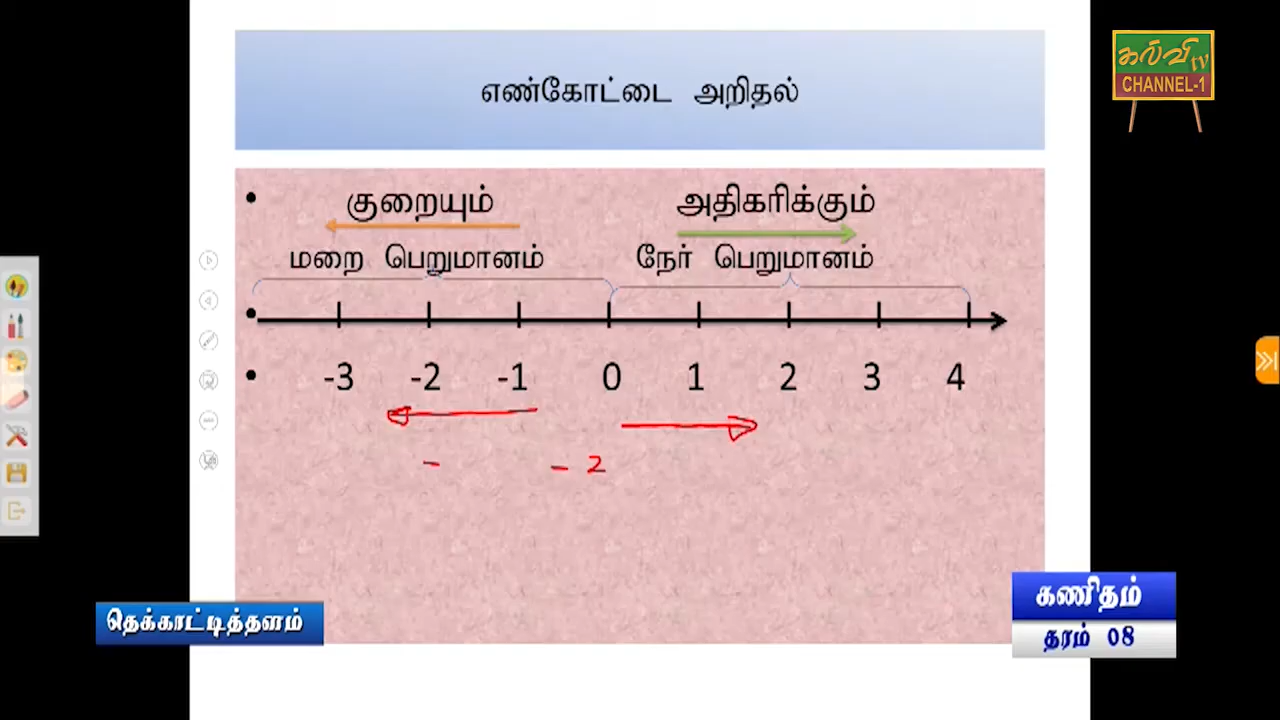 எண்கோட்டை அறிதல்
கல்வி TV
CHANNEL-1
• குறையும் அதிகரிக்கும்
மறை பெறுமானம் நேர் பெறுமானம்
•
• -3 -2 -1 0 1 2 3 4
- - 2
தெக்காட்டித்தளம்
கணிதம்
தரம் 08